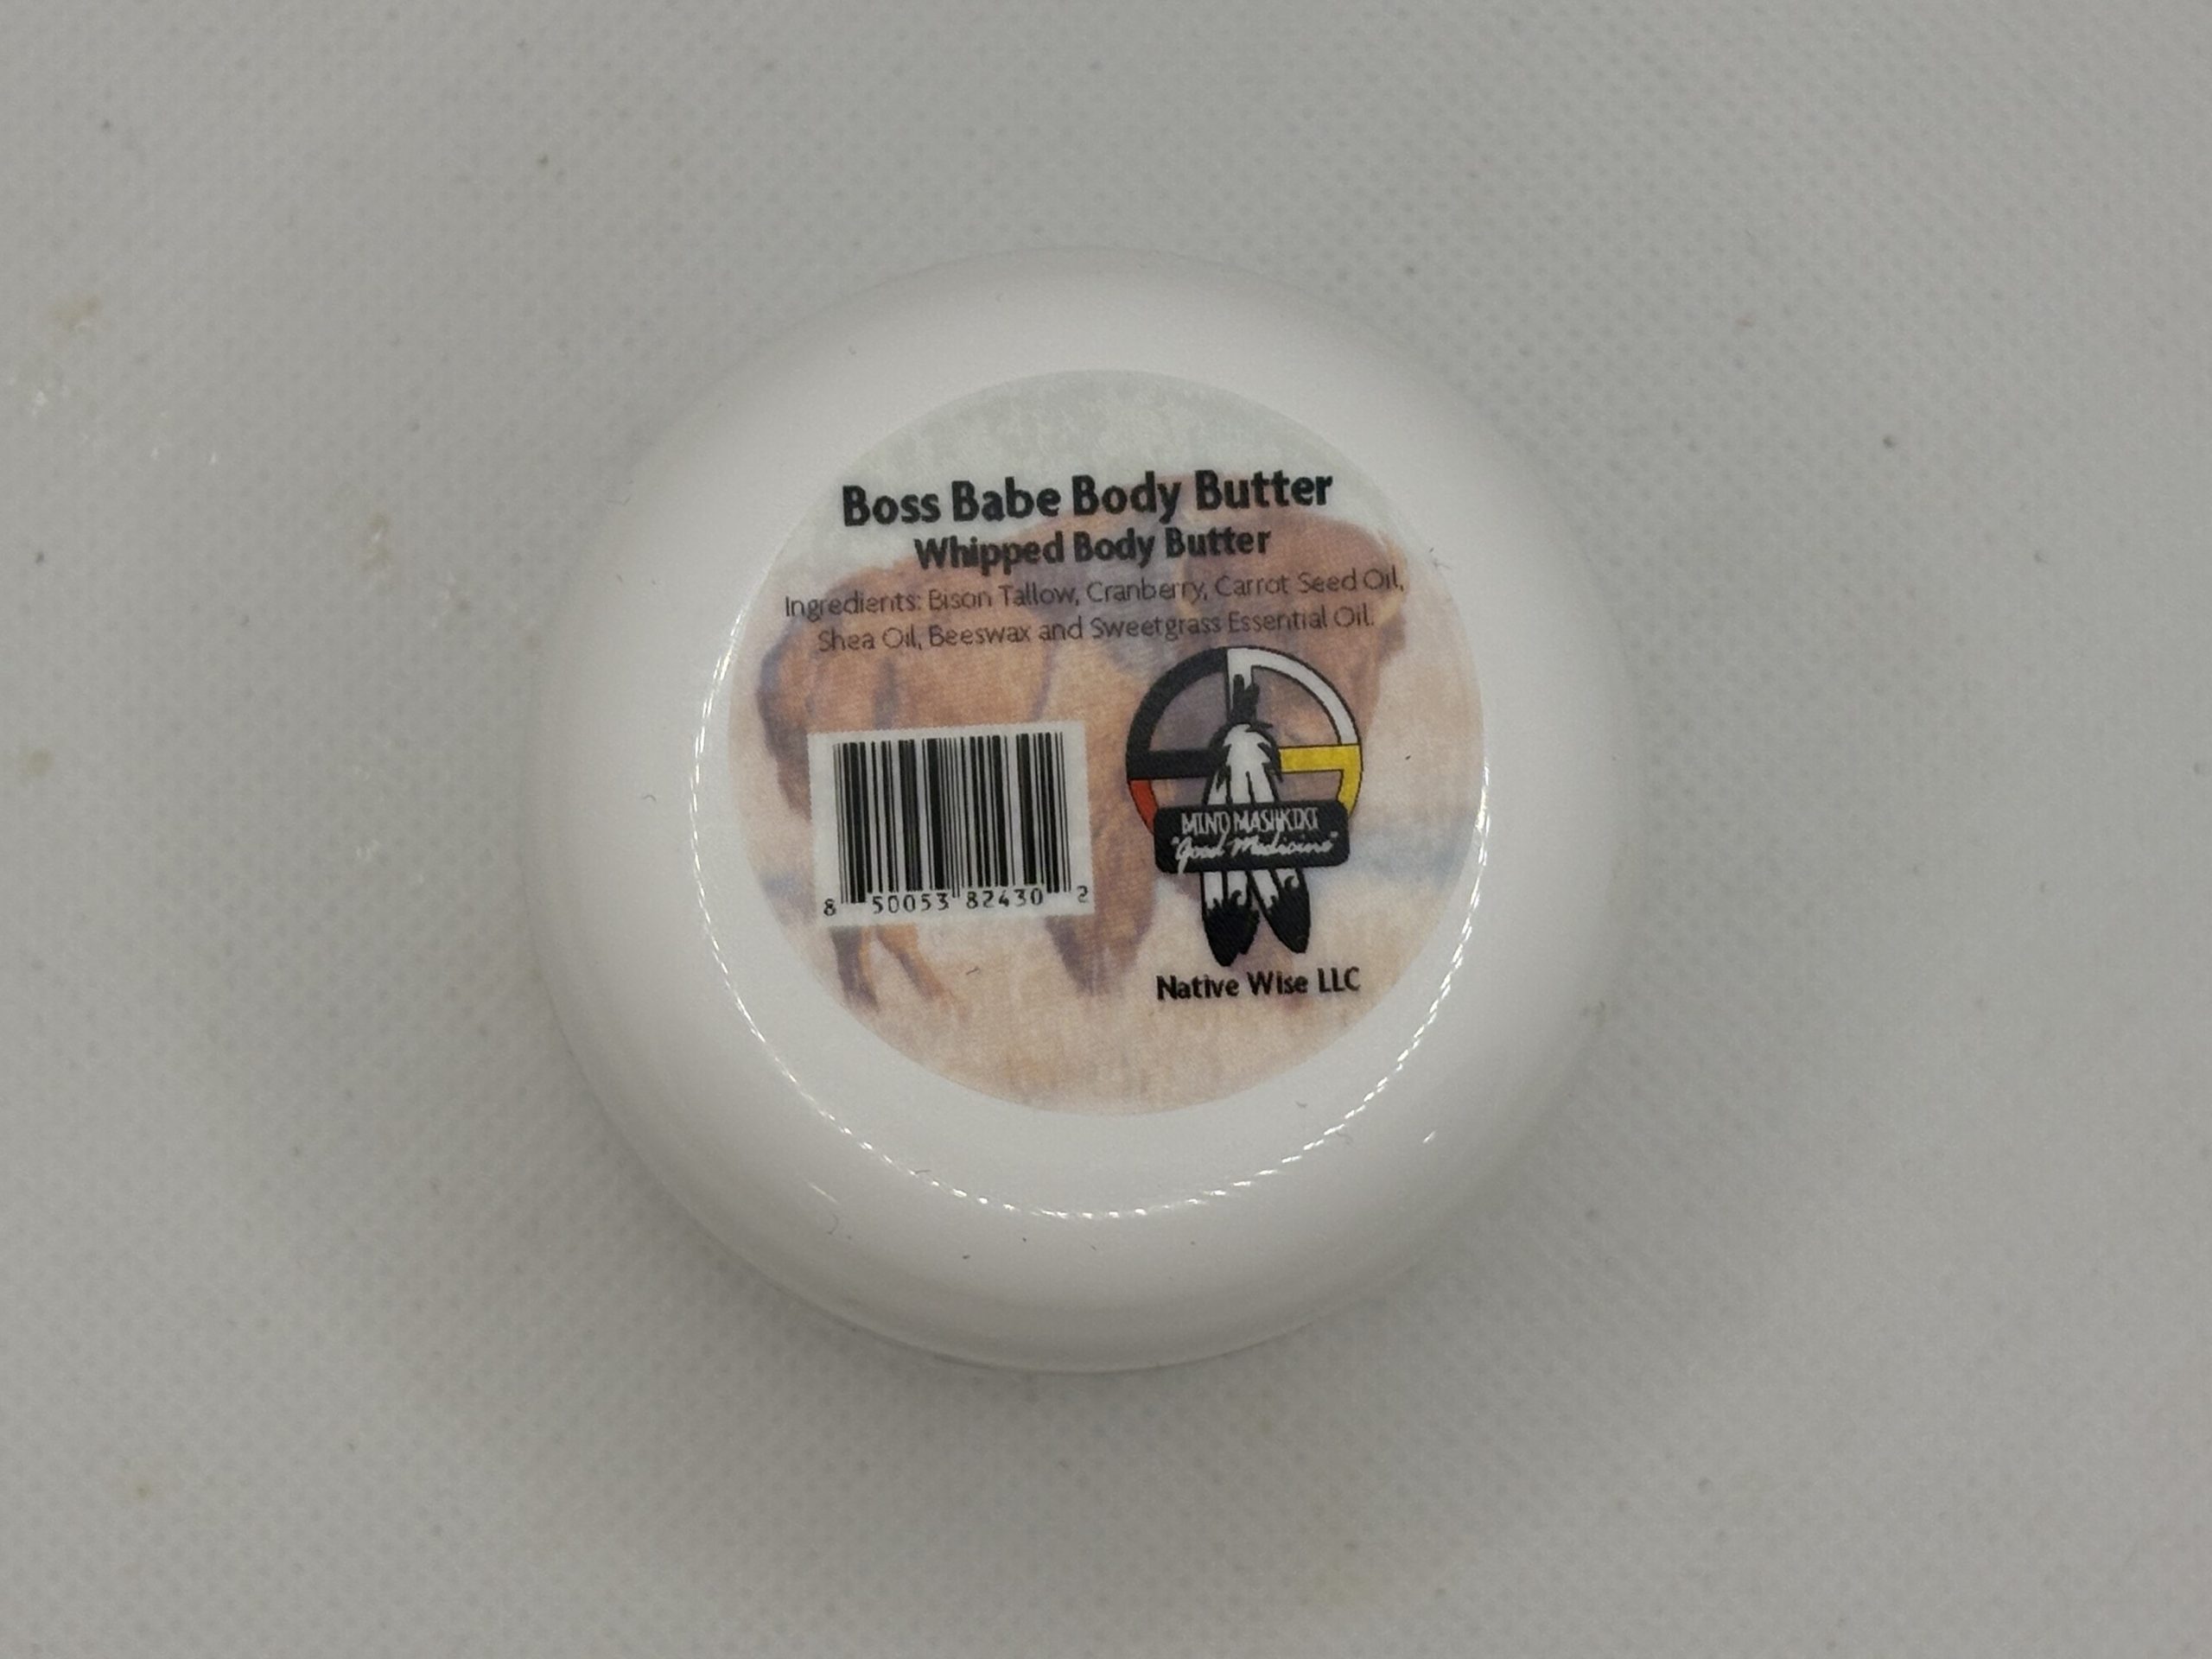 Boss Babe Body Butter
Whipped Body Butter
Ingredients: Bison Tallow, Cranberry, Carrot Seed Oil,
Shea Oil, Beeswax and Sweetgrass Essential Oil.
MINO MASHKIKI
"Good Medicine"
8 50053 82430 2
Native Wise LLC